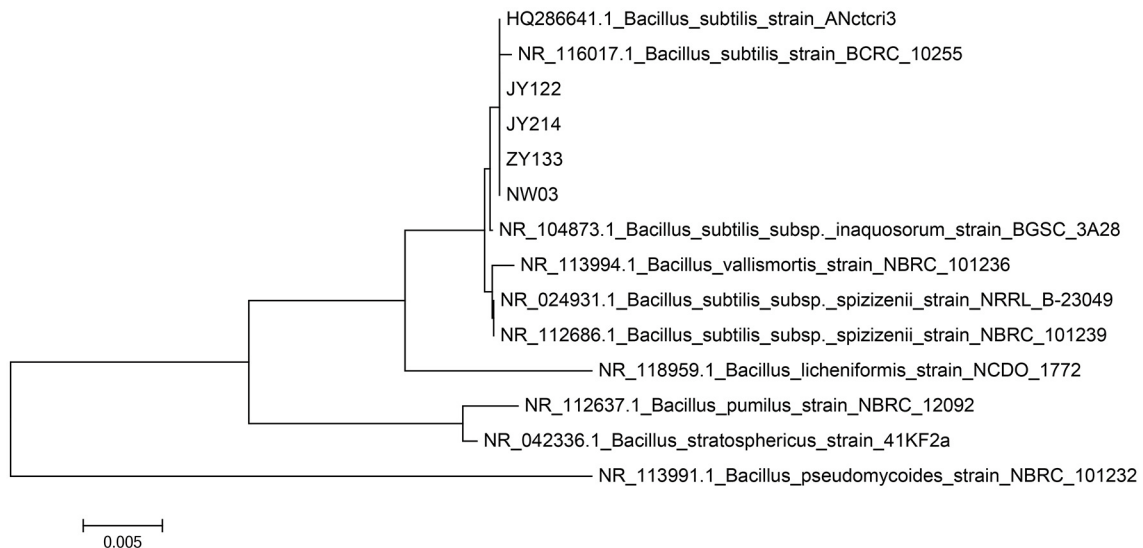 HQ286641.1_Bacillus_subtilis_strain_ANctcri3
NR_116017.1_Bacillus_subtilis_strain_BCRC_10255
JY122
JY214
ZY133
NW03
NR_104873.1_Bacillus_subtilis_subsp._inaquosorum_strain_BGSC_3A28
NR_113994.1_Bacillus_vallismortis_strain_NBRC_101236
NR_024931.1_Bacillus_subtilis_subsp._spizizenii_strain_NRRL_B-23049
NR_112686.1_Bacillus_subtilis_subsp._spizizenii_strain_NBRC_101239
NR_118959.1_Bacillus_licheniformis_strain_NCDO_1772
NR_112637.1_Bacillus_pumilus_strain_NBRC_12092
NR_042336.1_Bacillus_stratosphericus_strain_41KF2a
NR_113991.1_Bacillus_pseudomycoides_strain_NBRC_101232
0.005